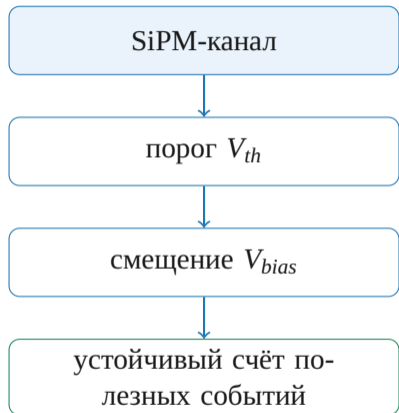 SiPM-канал
порог V_th
смещение V_bias
устойчивый счёт по-
лезных событий